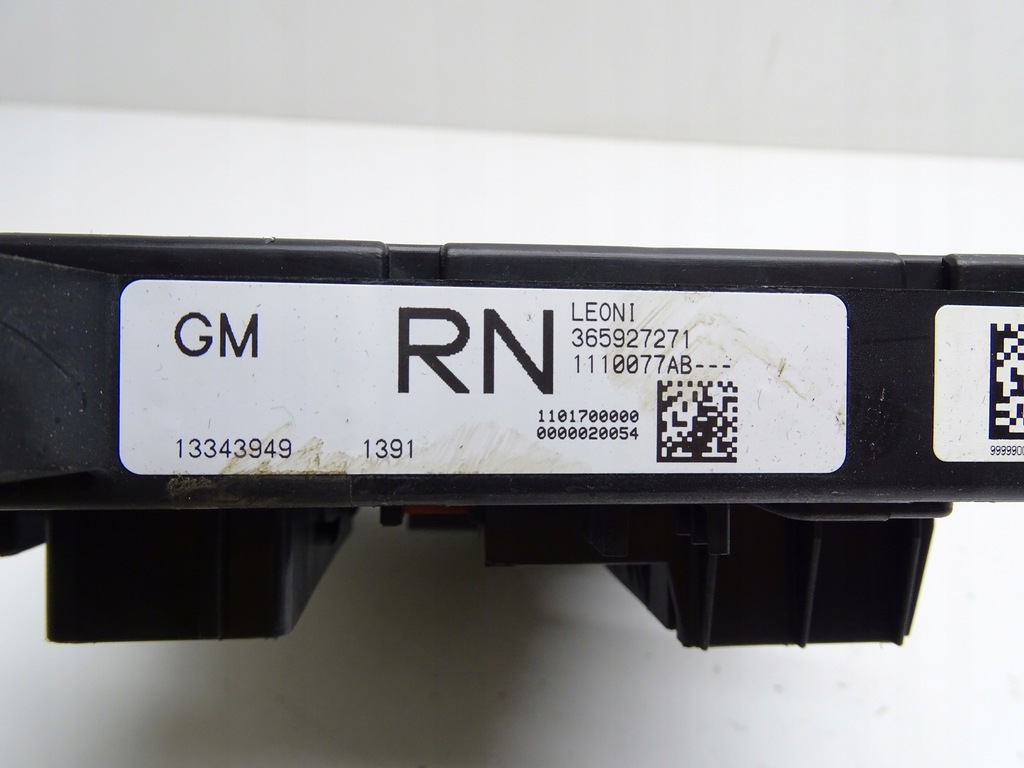 GM
RN
LEONI
365927271
1110077AB---
1101700000
0000020054
13343949 1391